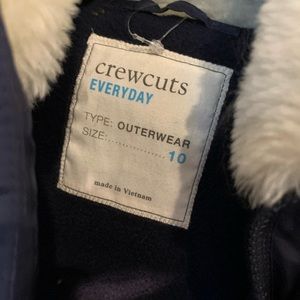 crewcuts
EVERYDAY
TYPE: OUTERWEAR
SIZE:................ 10
made in Vietnam